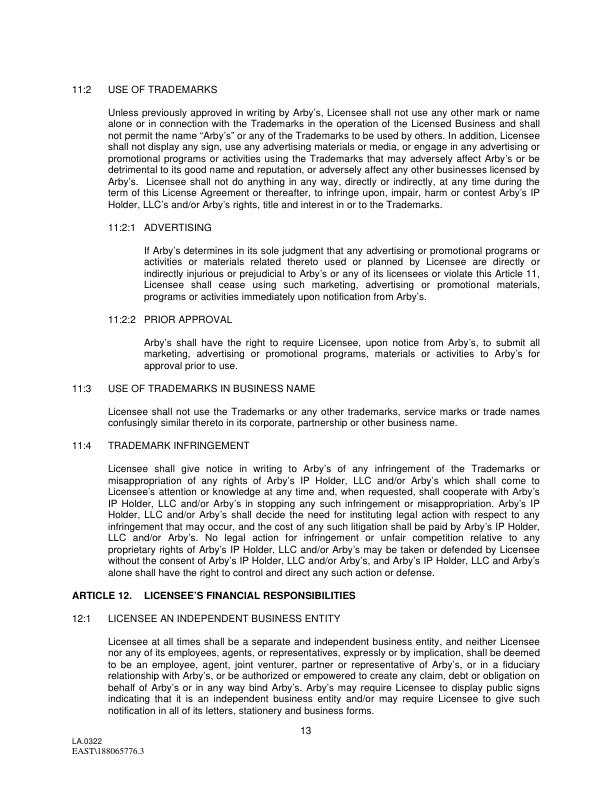 11:2 USE OF TRADEMARKS
Unless previously approved in writing by Arby's, Licensee shall not use any other mark or name
alone or in connection with the Trademarks in the operation of the Licensed Business and shall
not permit the name “Arby's” or any of the Trademarks to be used by others. In addition, Licensee
shall not display any sign, use any advertising materials or media, or engage in any advertising or
promotional programs or activities using the Trademarks that may adversely affect Arby's or be
detrimental to its good name and reputation, or adversely affect any other businesses licensed by
Arby's. Licensee shall not do anything in any way, directly or indirectly, at any time during the
term of this License Agreement or thereafter, to infringe upon, impair, harm or contest Arby's IP
Holder, LLC's and/or Arby's rights, title and interest in or to the Trademarks.
11:2:1 ADVERTISING
If Arby's determines in its sole judgment that any advertising or promotional programs or
activities or materials related thereto used or planned by Licensee are directly or
indirectly injurious or prejudicial to Arby's or any of its licensees or violate this Article 11,
Licensee shall cease using such marketing, advertising or promotional materials,
programs or activities immediately upon notification from Arby's.
11:2:2 PRIOR APPROVAL
Arby's shall have the right to require Licensee, upon notice from Arby's, to submit all
marketing, advertising or promotional programs, materials or activities to Arby's for
approval prior to use.
11:3 USE OF TRADEMARKS IN BUSINESS NAME
Licensee shall not use the Trademarks or any other trademarks, service marks or trade names
confusingly similar thereto in its corporate, partnership or other business name.
11:4 TRADEMARK INFRINGEMENT
Licensee shall give notice in writing to Arby's of any infringement of the Trademarks or
misappropriation of any rights of Arby's IP Holder, LLC and/or Arby's which shall come to
Licensee's attention or knowledge at any time and, when requested, shall cooperate with Arby's
IP Holder, LLC and/or Arby's in stopping any such infringement or misappropriation. Arby's IP
Holder, LLC and/or Arby's shall decide the need for instituting legal action with respect to any
infringement that may occur, and the cost of any such litigation shall be paid by Arby's IP Holder,
LLC and/or Arby's. No legal action for infringement or unfair competition relative to any
proprietary rights of Arby's IP Holder, LLC and/or Arby's may be taken or defended by Licensee
without the consent of Arby's IP Holder, LLC and/or Arby's, and Arby's IP Holder, LLC and Arby's
alone shall have the right to control and direct any such action or defense.
ARTICLE 12. LICENSEE'S FINANCIAL RESPONSIBILITIES
12:1 LICENSEE AN INDEPENDENT BUSINESS ENTITY
Licensee at all times shall be a separate and independent business entity, and neither Licensee
nor any of its employees, agents, or representatives, expressly or by implication, shall be deemed
to be an employee, agent, joint venturer, partner or representative of Arby's, or in a fiduciary
relationship with Arby's, or be authorized or empowered to create any claim, debt or obligation on
behalf of Arby's or in any way bind Arby's. Arby's may require Licensee to display public signs
indicating that it is an independent business entity and/or may require Licensee to give such
notification in all of its letters, stationery and business forms.
13
LA.0322
EAST\188065776.3